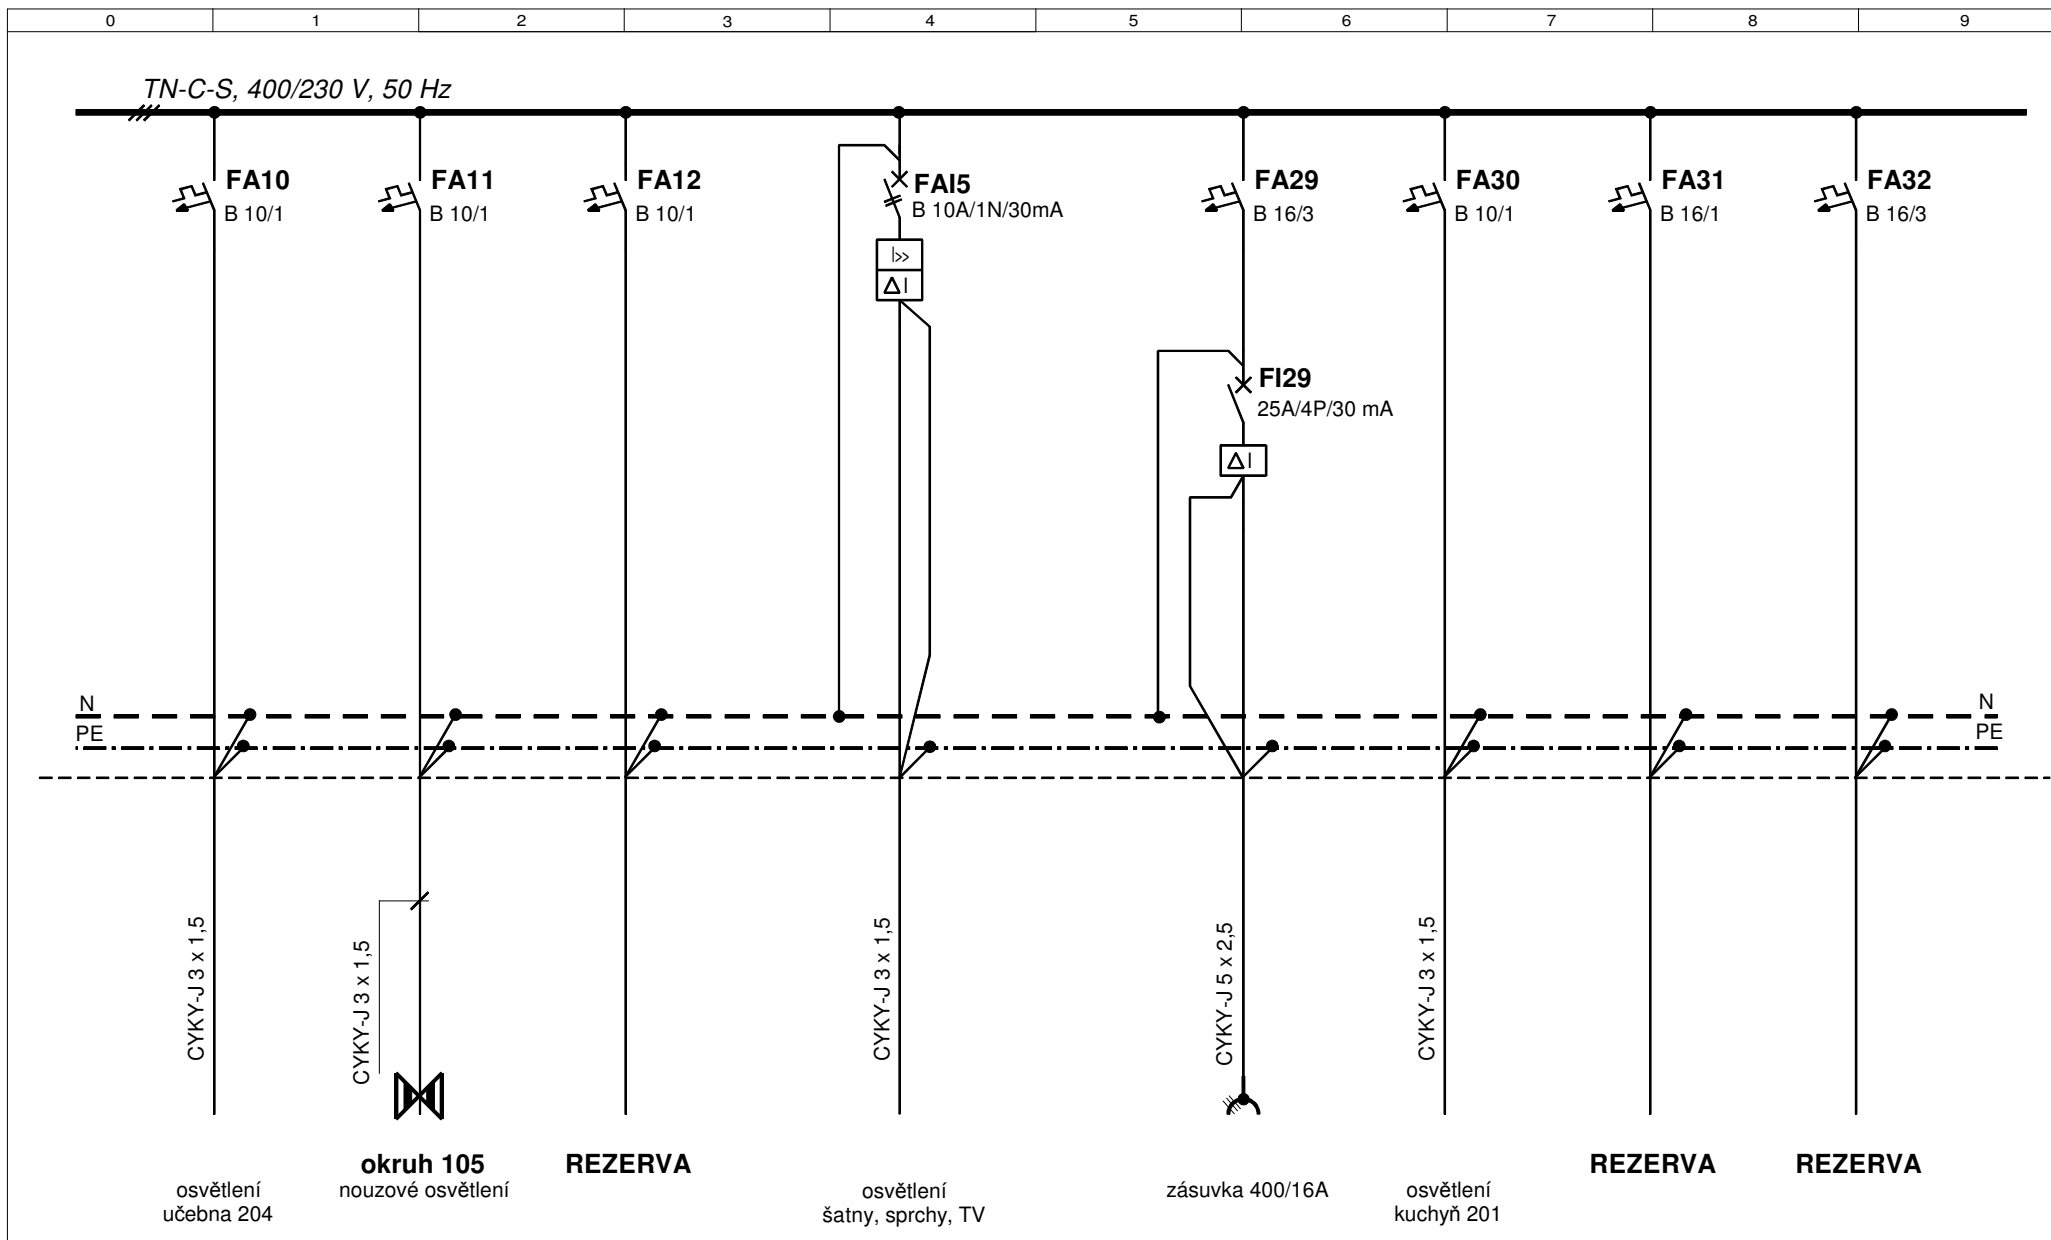 0 1 2 3 4 5 6 7 8 9
TN-C-S, 400/230 V, 50 Hz
FA10
B 10/1
FA11
B 10/1
FA12
B 10/1
FAI5
B 10A/1N/30mA
I>>
ΔI
FA29
B 16/3
FI29
25A/4P/30 mA
ΔI
FA30
B 10/1
FA31
B 16/1
FA32
B 16/3
N N
PE PE
CYKY-J 3 x 1,5
CYKY-J 3 x 1,5
CYKY-J 3 x 1,5
CYKY-J 5 x 2,5
CYKY-J 3 x 1,5
osvětlení
učebna 204
okruh 105
nouzové osvětlení
REZERVA
osvětlení
šatny, sprchy, TV
zásuvka 400/16A
osvětlení
kuchyň 201
REZERVA
REZERVA